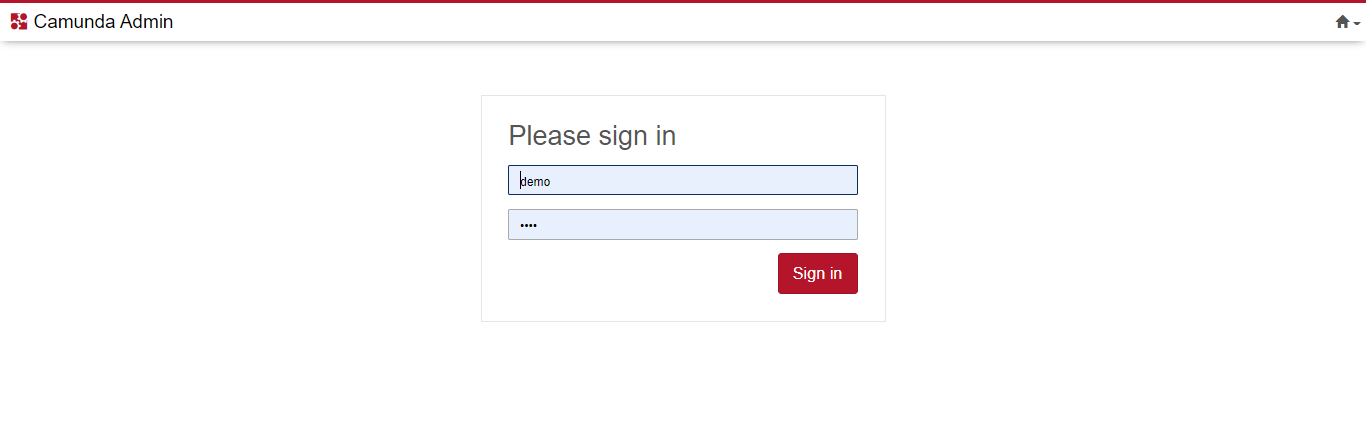 Camunda Admin
Please sign in
demo
••••
Sign in